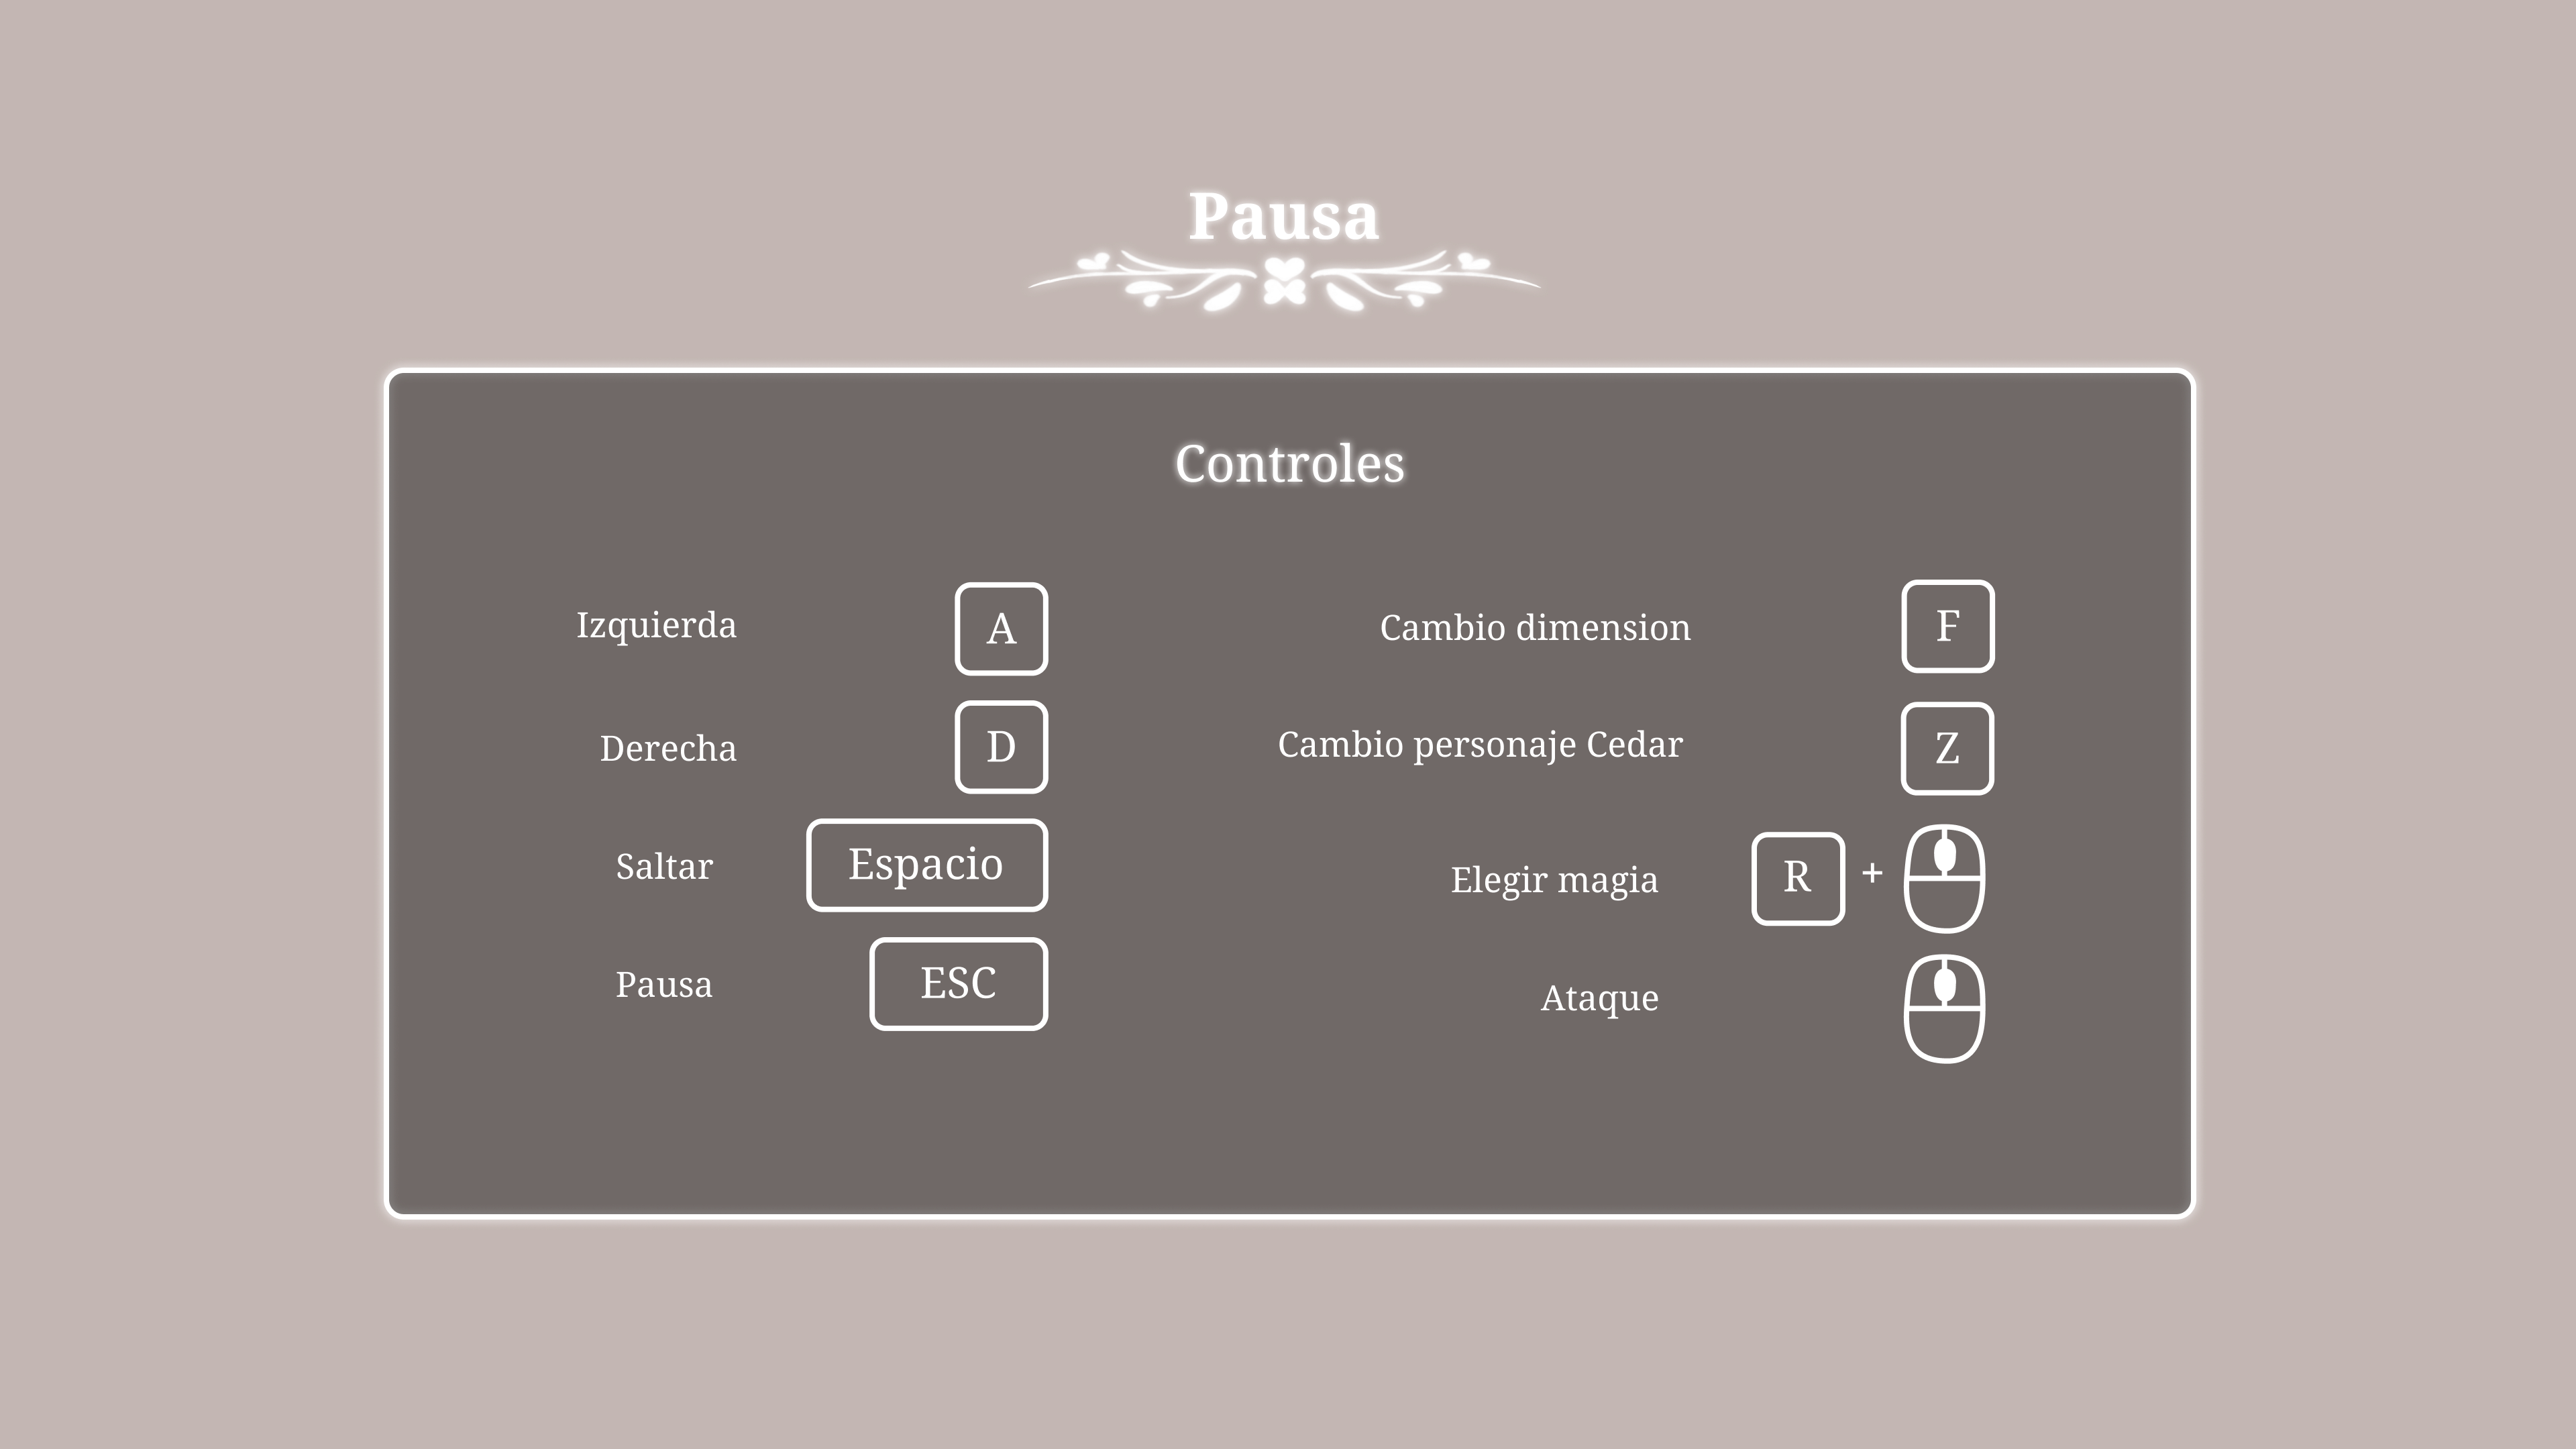 Pausa
Controles
Izquierda A
Derecha D
Saltar Espacio
Pausa ESC
Cambio dimension F
Cambio personaje Cedar Z
Elegir magia R +
Ataque